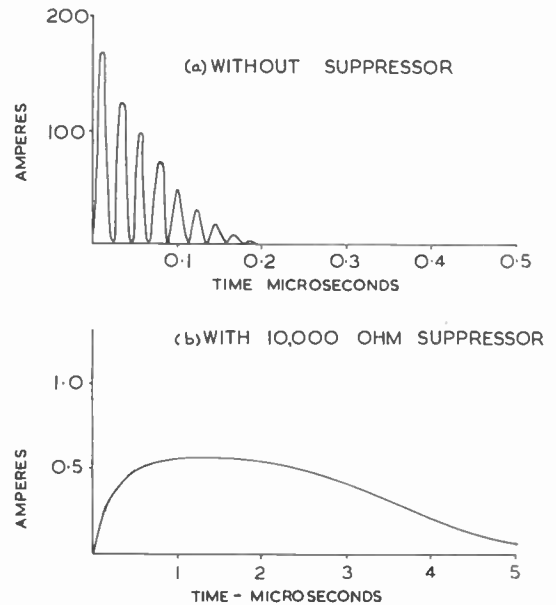 200
(a) WITHOUT SUPPRESSOR
AMPERES
100
0·1 0·2 0·3 0·4 0·5
TIME MICROSECONDS
(b) WITH 10,000 OHM SUPPRESSOR
1·0
AMPERES
0·5
1 2 3 4 5
TIME - MICROSECONDS